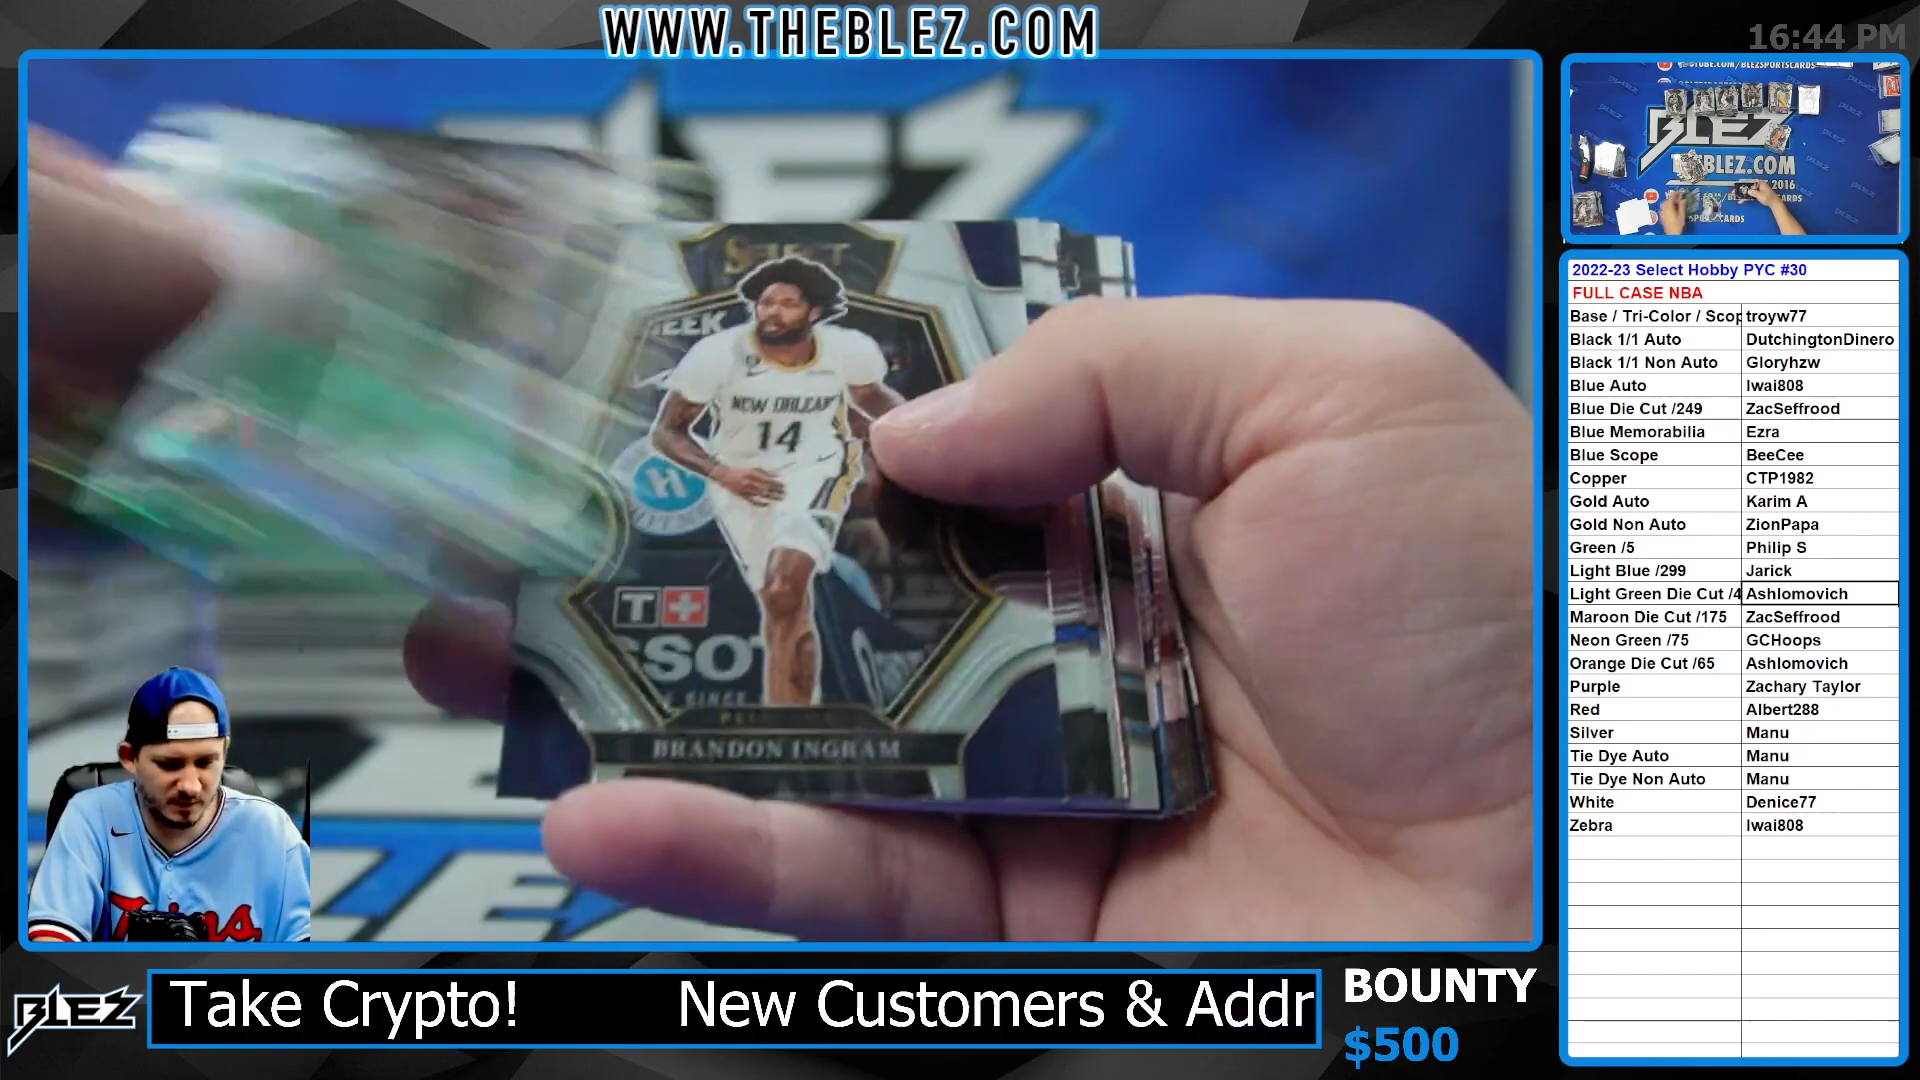 WWW.THEBLEZ.COM
16:44 PM
BLEZ
SELECT
NEW ORLEANS
14
BRANDON INGRAM
BLEZ
BLEZ.COM
2016
2022-23 Select Hobby PYC #30
FULL CASE NBA
Base / Tri-Color / Scop troyw77
Black 1/1 Auto DutchingtonDinero
Black 1/1 Non Auto Gloryhzw
Blue Auto Iwai808
Blue Die Cut /249 ZacSeffrood
Blue Memorabilia Ezra
Blue Scope BeeCee
Copper CTP1982
Gold Auto Karim A
Gold Non Auto ZionPapa
Green /5 Philip S
Light Blue /299 Jarick
Light Green Die Cut /4 Ashlomovich
Maroon Die Cut /175 ZacSeffrood
Neon Green /75 GCHoops
Orange Die Cut /65 Ashlomovich
Purple Zachary Taylor
Red Albert288
Silver Manu
Tie Dye Auto Manu
Tie Dye Non Auto Manu
White Denice77
Zebra Iwai808
BLEZ
Take Crypto! New Customers & Addr
BOUNTY
$500